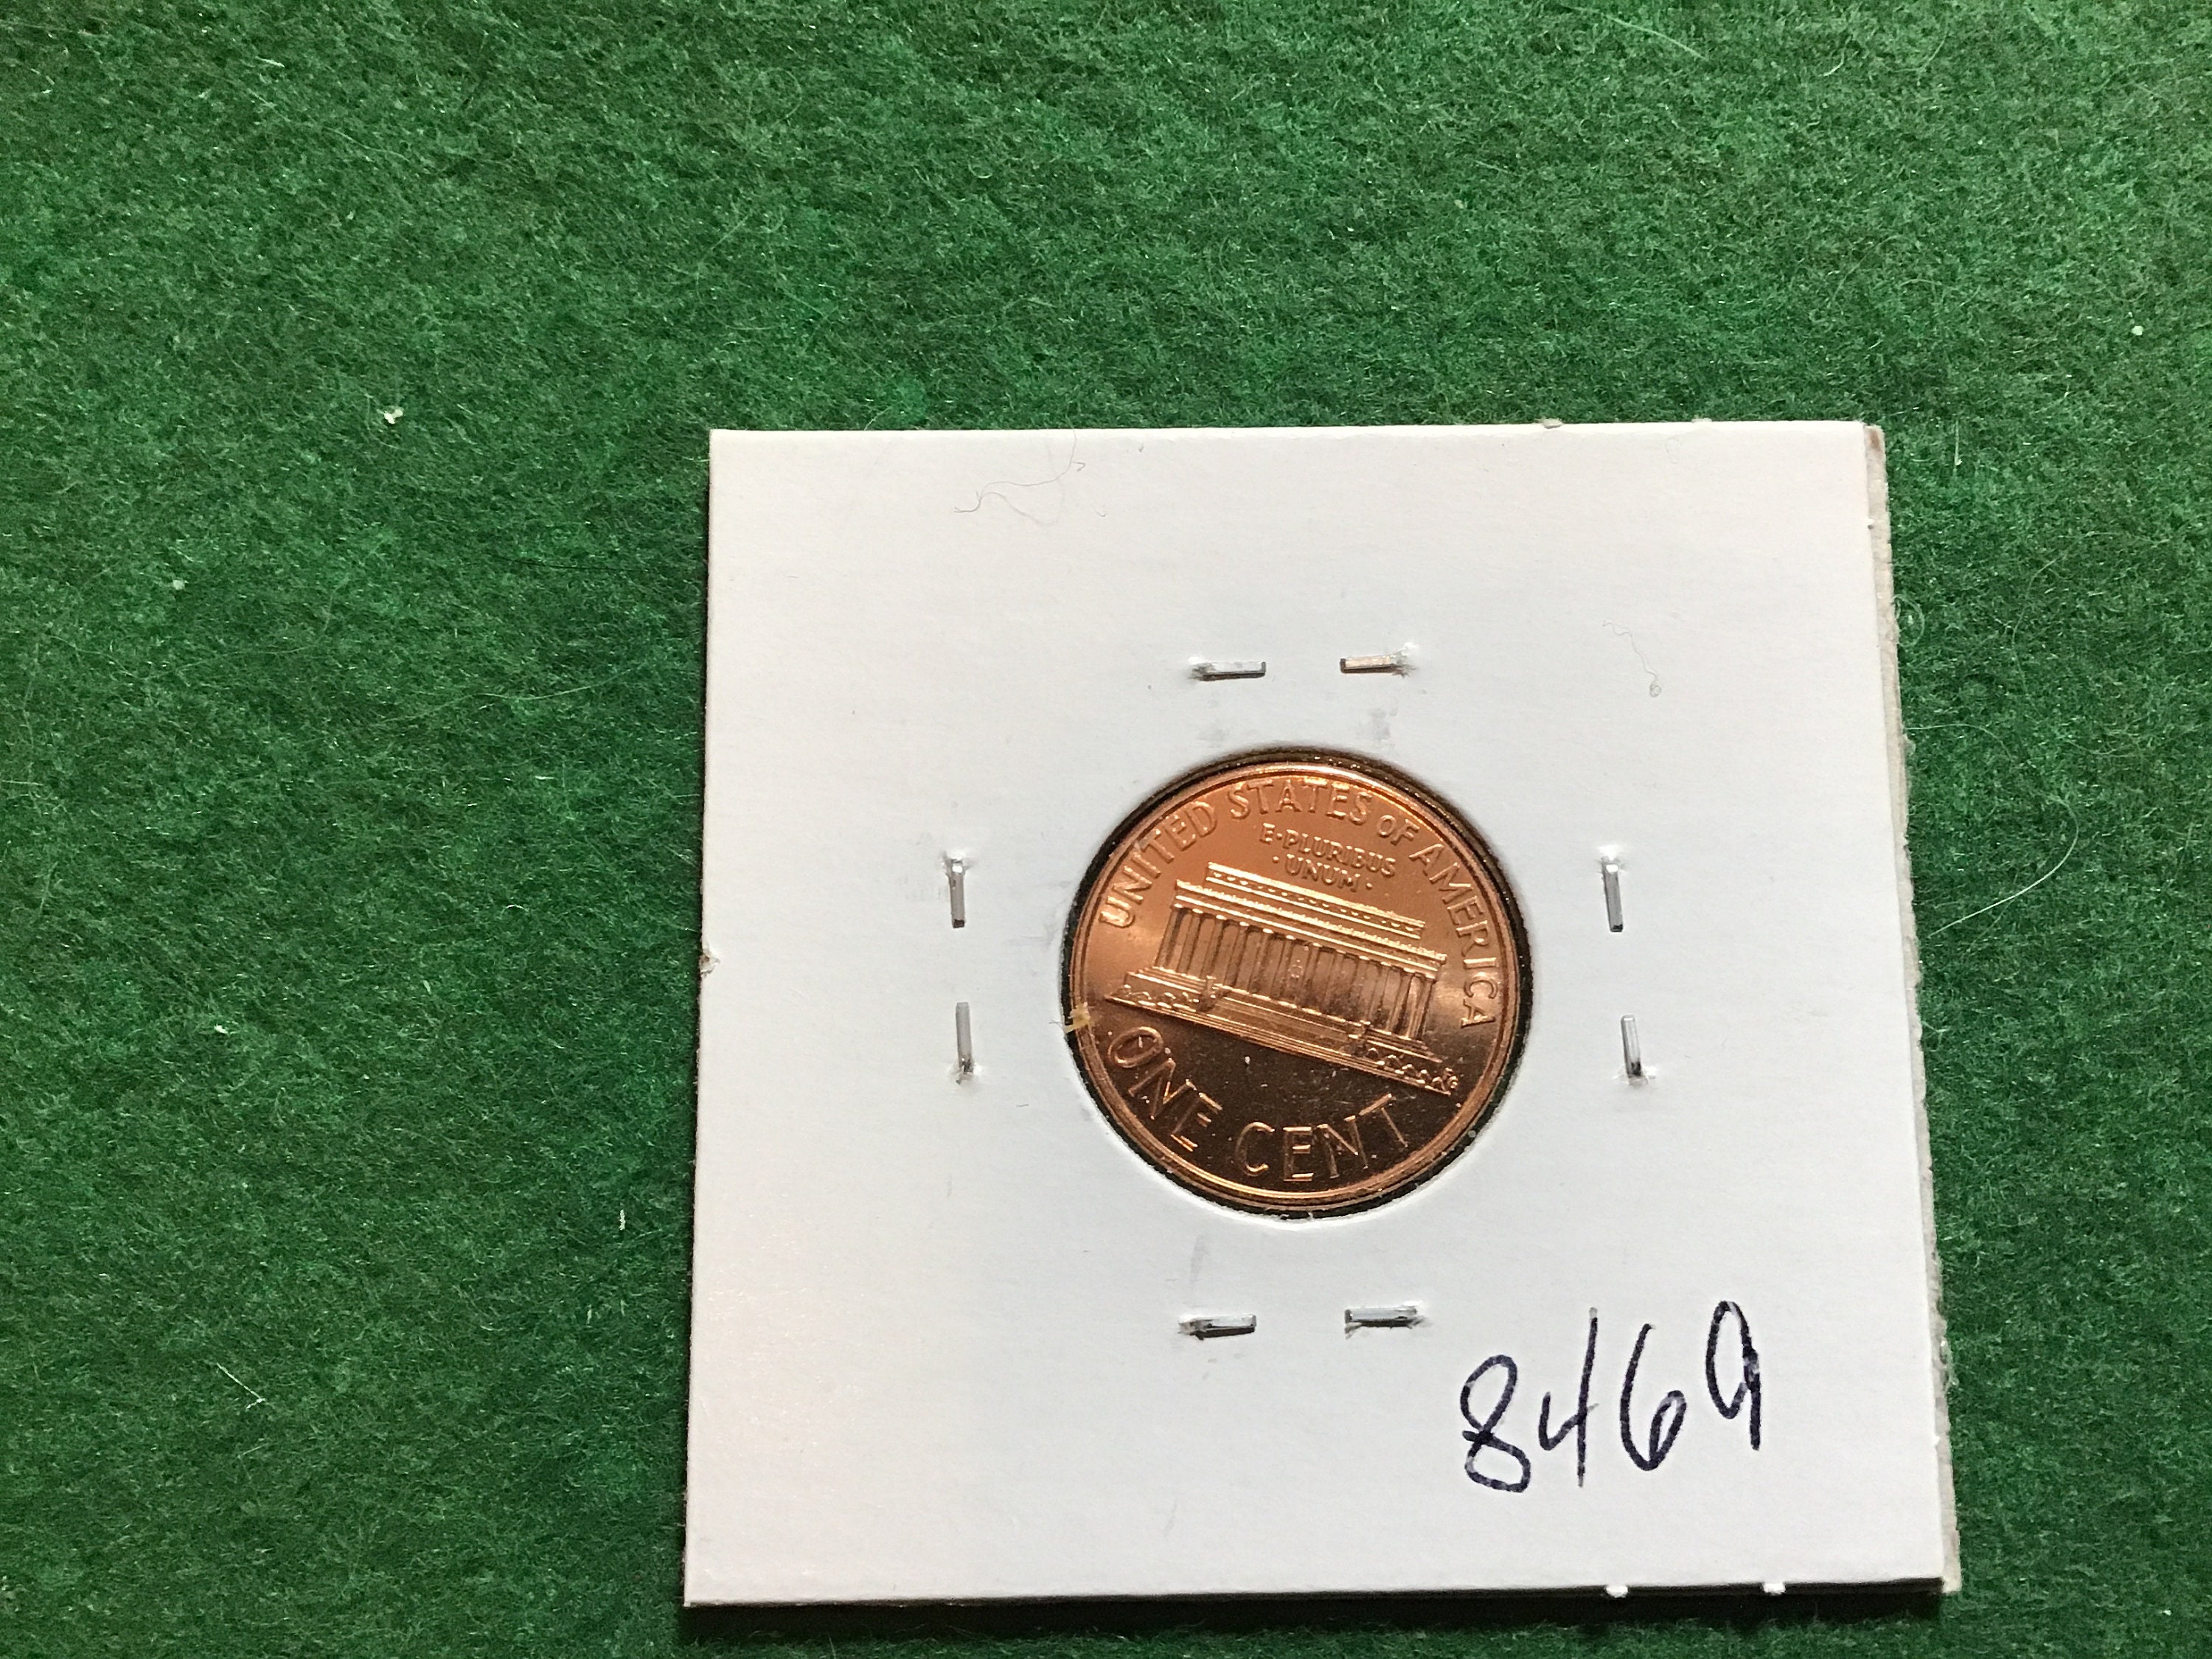 UNITED STATES OF AMERICA
E·PLURIBUS
·UNUM·
ONE CENT
8469